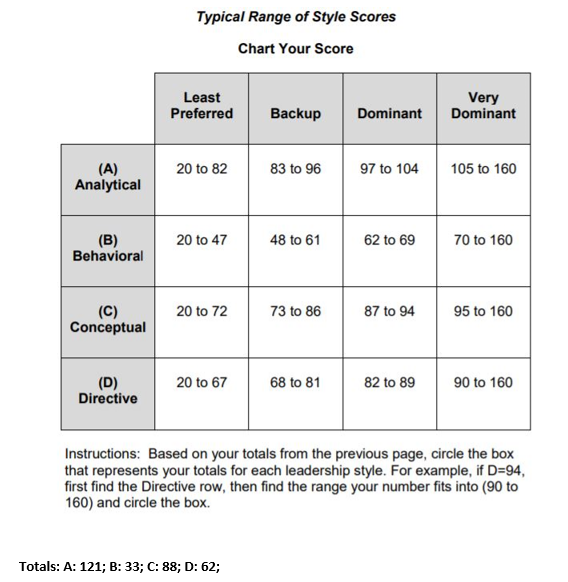 Typical Range of Style Scores
Chart Your Score
Least Preferred Backup Dominant Very Dominant
(A) Analytical 20 to 82 83 to 96 97 to 104 105 to 160
(B) Behavioral 20 to 47 48 to 61 62 to 69 70 to 160
(C) Conceptual 20 to 72 73 to 86 87 to 94 95 to 160
(D) Directive 20 to 67 68 to 81 82 to 89 90 to 160
Instructions: Based on your totals from the previous page, circle the box
that represents your totals for each leadership style. For example, if D=94,
first find the Directive row, then find the range your number fits into (90 to
160) and circle the box.
Totals: A: 121; B: 33; C: 88; D: 62;